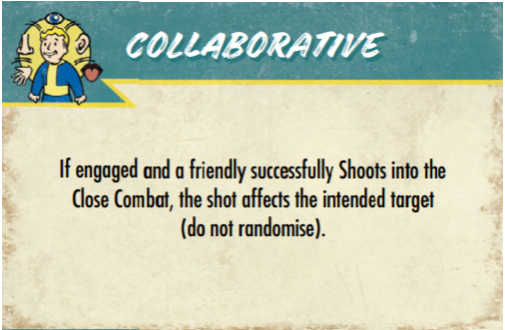 COLLABORATIVE
If engaged and a friendly successfully Shoots into the
Close Combat, the shot affects the intended target
(do not randomise).